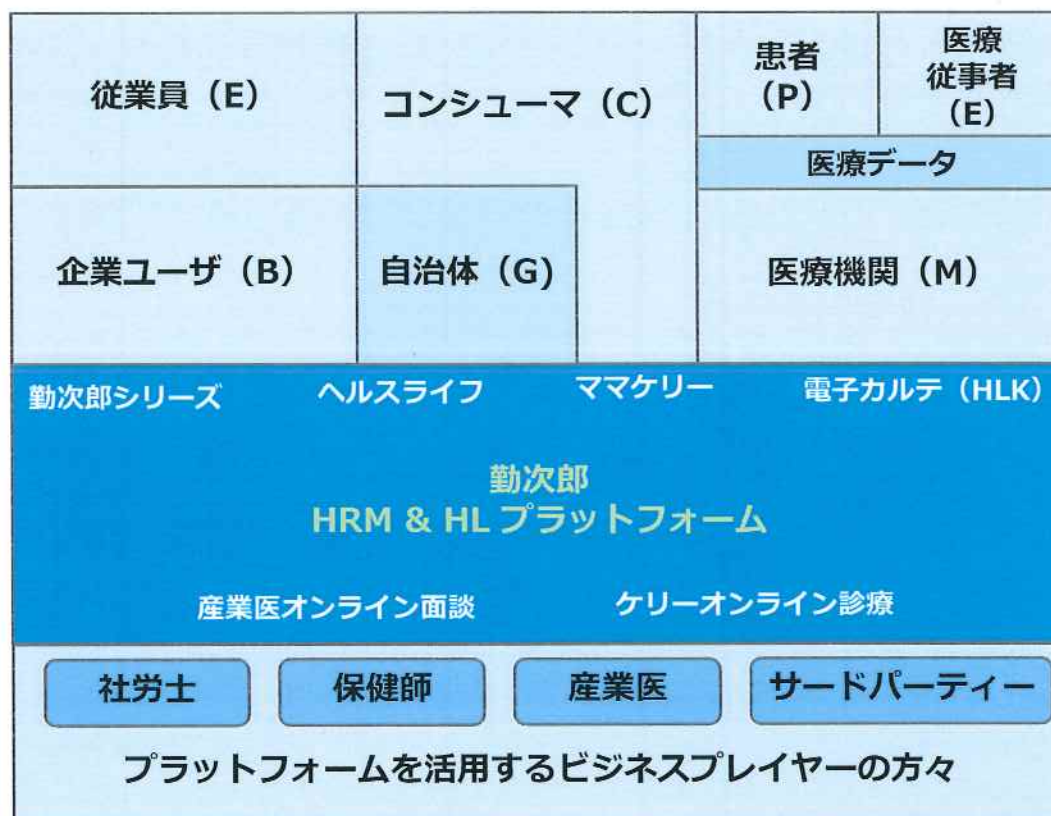 従業員（E）
コンシューマ（C）
患者
（P）
医療
従事者
（E）
医療データ
企業ユーザ（B）
自治体（G）
医療機関（M）
勤次郎シリーズ
ヘルスライフ
ママケリー
電子カルテ（HLK）
勤次郎
HRM & HL プラットフォーム
産業医オンライン面談
ケリーオンライン診療
社労士
保健師
産業医
サードパーティー
プラットフォームを活用するビジネスプレイヤーの方々